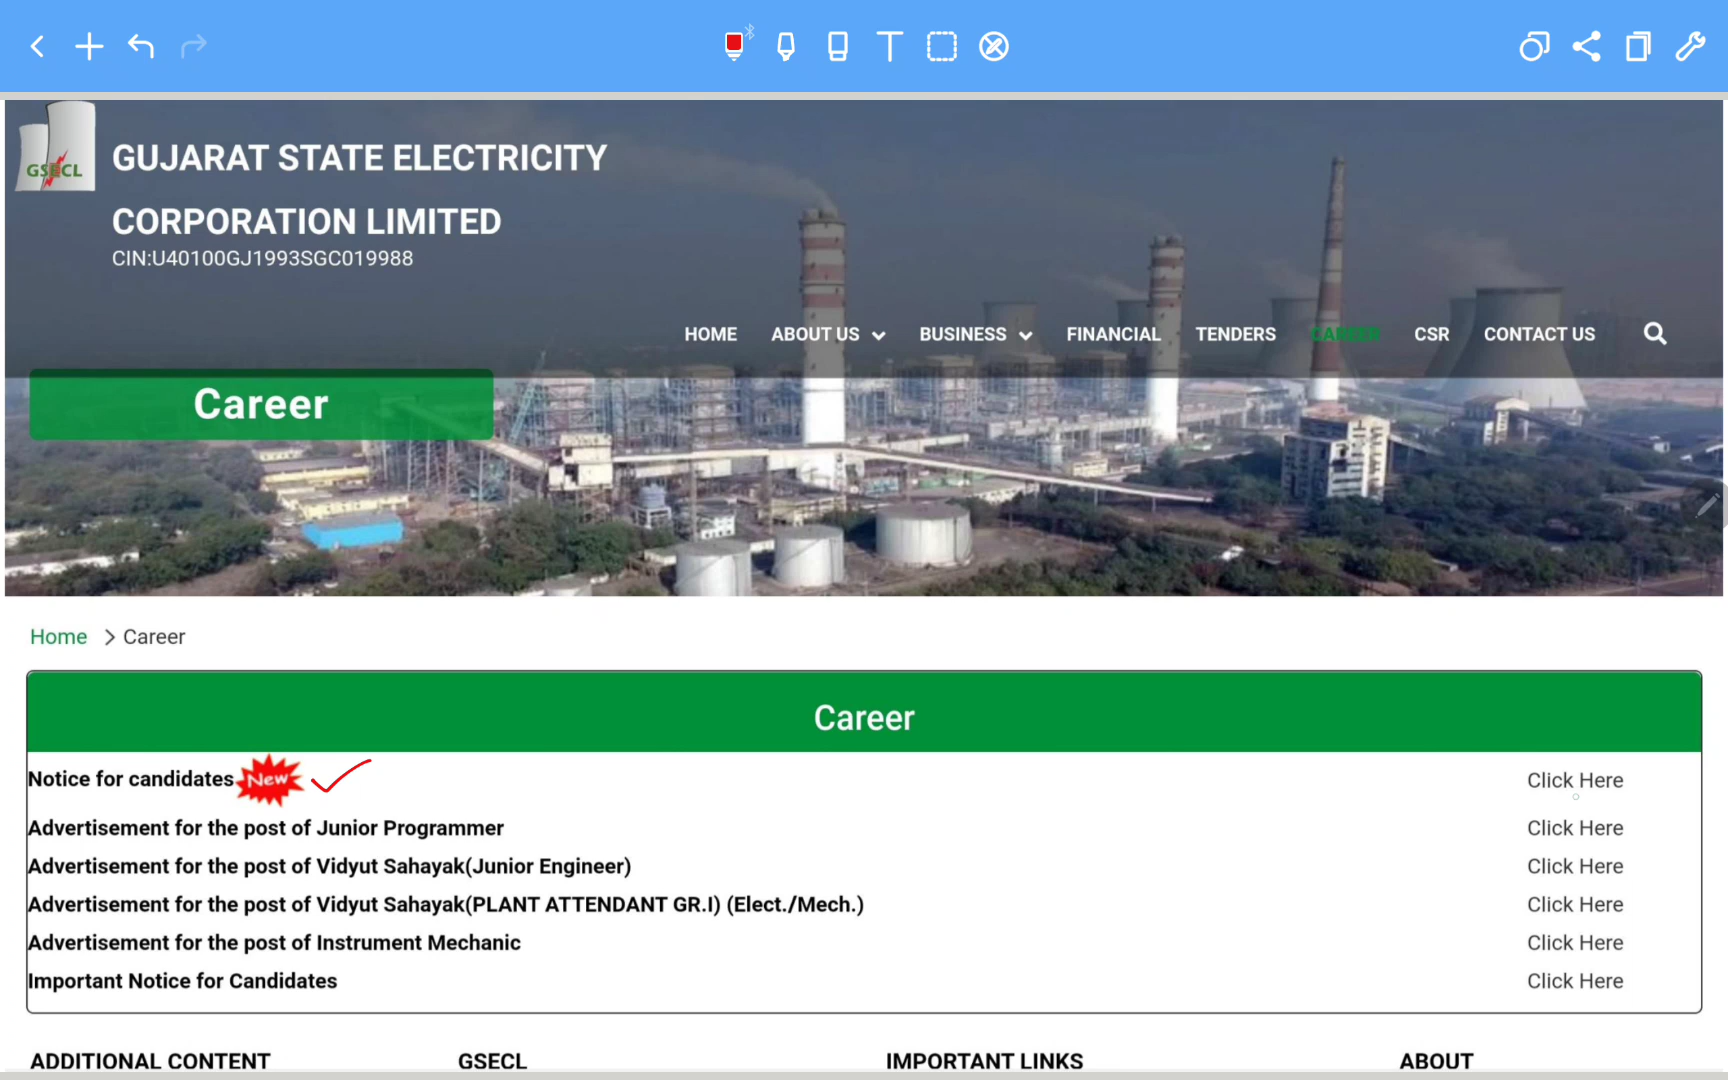 GSECL
GUJARAT STATE ELECTRICITY
CORPORATION LIMITED
CIN:U40100GJ1993SGC019988
HOME ABOUT US BUSINESS FINANCIAL TENDERS CAREER CSR CONTACT US
Career
Home > Career
Career
Notice for candidates New Click Here
Advertisement for the post of Junior Programmer Click Here
Advertisement for the post of Vidyut Sahayak(Junior Engineer) Click Here
Advertisement for the post of Vidyut Sahayak(PLANT ATTENDANT GR.I) (Elect./Mech.) Click Here
Advertisement for the post of Instrument Mechanic Click Here
Important Notice for Candidates Click Here
ADDITIONAL CONTENT GSECL IMPORTANT LINKS ABOUT